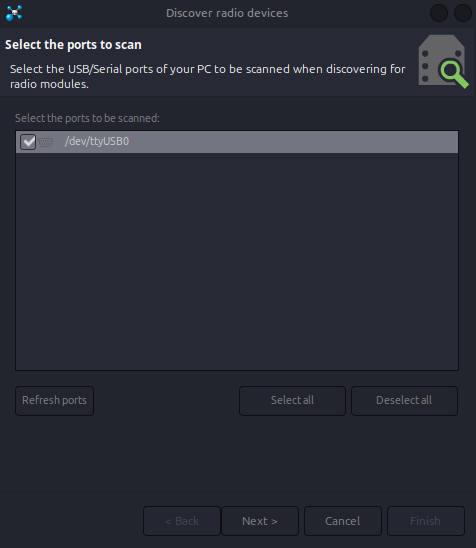 Discover radio devices
Select the ports to scan
Select the USB/Serial ports of your PC to be scanned when discovering for
radio modules.
Select the ports to be scanned:
/dev/ttyUSB0
Refresh ports
Select all
Deselect all
< Back
Next >
Cancel
Finish